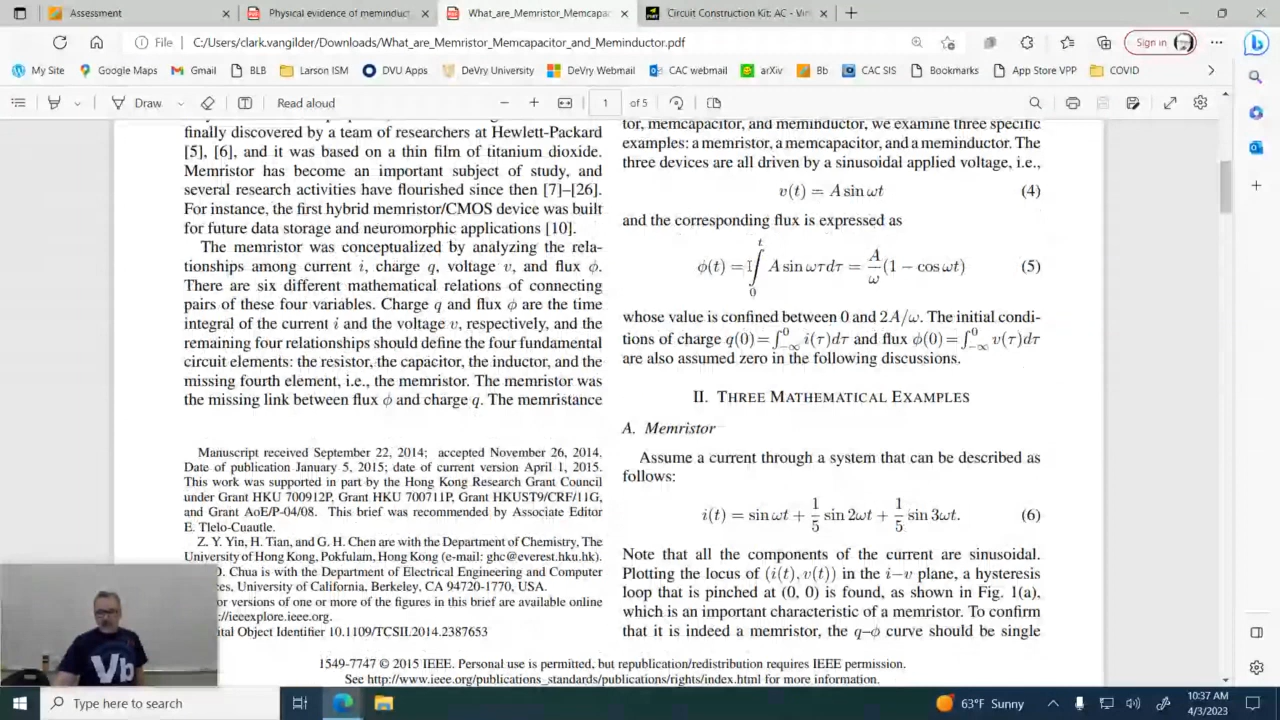 Assessment
Physical evidence of meminduct
What_are_Memristor_Memcapac
Circuit Construction Kit: AC - Virt
File C:/Users/clark.vangilder/Downloads/What_are_Memristor_Memcapacitor_and_Meminductor.pdf
Sign in
My Site Google Maps Gmail BLB Larson ISM DVU Apps DeVry University DeVry Webmail CAC webmail arXiv Bb CAC SIS Bookmarks App Store VPP COVID
Draw Read aloud 1 of 5
finally discovered by a team of researchers at Hewlett-Packard
[5], [6], and it was based on a thin film of titanium dioxide.
Memristor has become an important subject of study, and
several research activities have flourished since then [7]–[26].
For instance, the first hybrid memristor/CMOS device was built
for future data storage and neuromorphic applications [10].
The memristor was conceptualized by analyzing the rela-
tionships among current i, charge q, voltage v, and flux ϕ.
There are six different mathematical relations of connecting
pairs of these four variables. Charge q and flux ϕ are the time
integral of the current i and the voltage v, respectively, and the
remaining four relationships should define the four fundamental
circuit elements: the resistor, the capacitor, the inductor, and the
missing fourth element, i.e., the memristor. The memristor was
the missing link between flux ϕ and charge q. The memristance
Manuscript received September 22, 2014; accepted November 26, 2014.
Date of publication January 5, 2015; date of current version April 1, 2015.
This work was supported in part by the Hong Kong Research Grant Council
under Grant HKU 700912P, Grant HKU 700711P, Grant HKUST9/CRF/11G,
and Grant AoE/P-04/08. This brief was recommended by Associate Editor
E. Tlelo-Cuautle.
Z. Y. Yin, H. Tian, and G. H. Chen are with the Department of Chemistry, The
University of Hong Kong, Pokfulam, Hong Kong (e-mail: ghc@everest.hku.hk).
O. Chua is with the Department of Electrical Engineering and Computer
ces, University of California, Berkeley, CA 94720-1770, USA.
or versions of one or more of the figures in this brief are available online
://ieeexplore.ieee.org.
ital Object Identifier 10.1109/TCSII.2014.2387653
tor, memcapacitor, and meminductor, we examine three specific
examples: a memristor, a memcapacitor, and a meminductor. The
three devices are all driven by a sinusoidal applied voltage, i.e.,
v(t) = A sin ωt (4)
and the corresponding flux is expressed as
ϕ(t) = ∫₀ᵗ A sin ωτdτ = A/ω (1 − cos ωt) (5)
whose value is confined between 0 and 2A/ω. The initial condi-
tions of charge q(0)=∫₋∞⁰ i(τ)dτ and flux ϕ(0)=∫₋∞⁰ v(τ)dτ
are also assumed zero in the following discussions.
II. THREE MATHEMATICAL EXAMPLES
A. Memristor
Assume a current through a system that can be described as
follows:
i(t) = sin ωt + 1/5 sin 2ωt + 1/5 sin 3ωt. (6)
Note that all the components of the current are sinusoidal.
Plotting the locus of (i(t), v(t)) in the i–v plane, a hysteresis
loop that is pinched at (0, 0) is found, as shown in Fig. 1(a),
which is an important characteristic of a memristor. To confirm
that it is indeed a memristor, the q–ϕ curve should be single
1549-7747 © 2015 IEEE. Personal use is permitted, but republication/redistribution requires IEEE permission.
See http://www.ieee.org/publications_standards/publications/rights/index.html for more information.
Vb
Type here to search
63°F Sunny
10:37 AM
4/3/2023